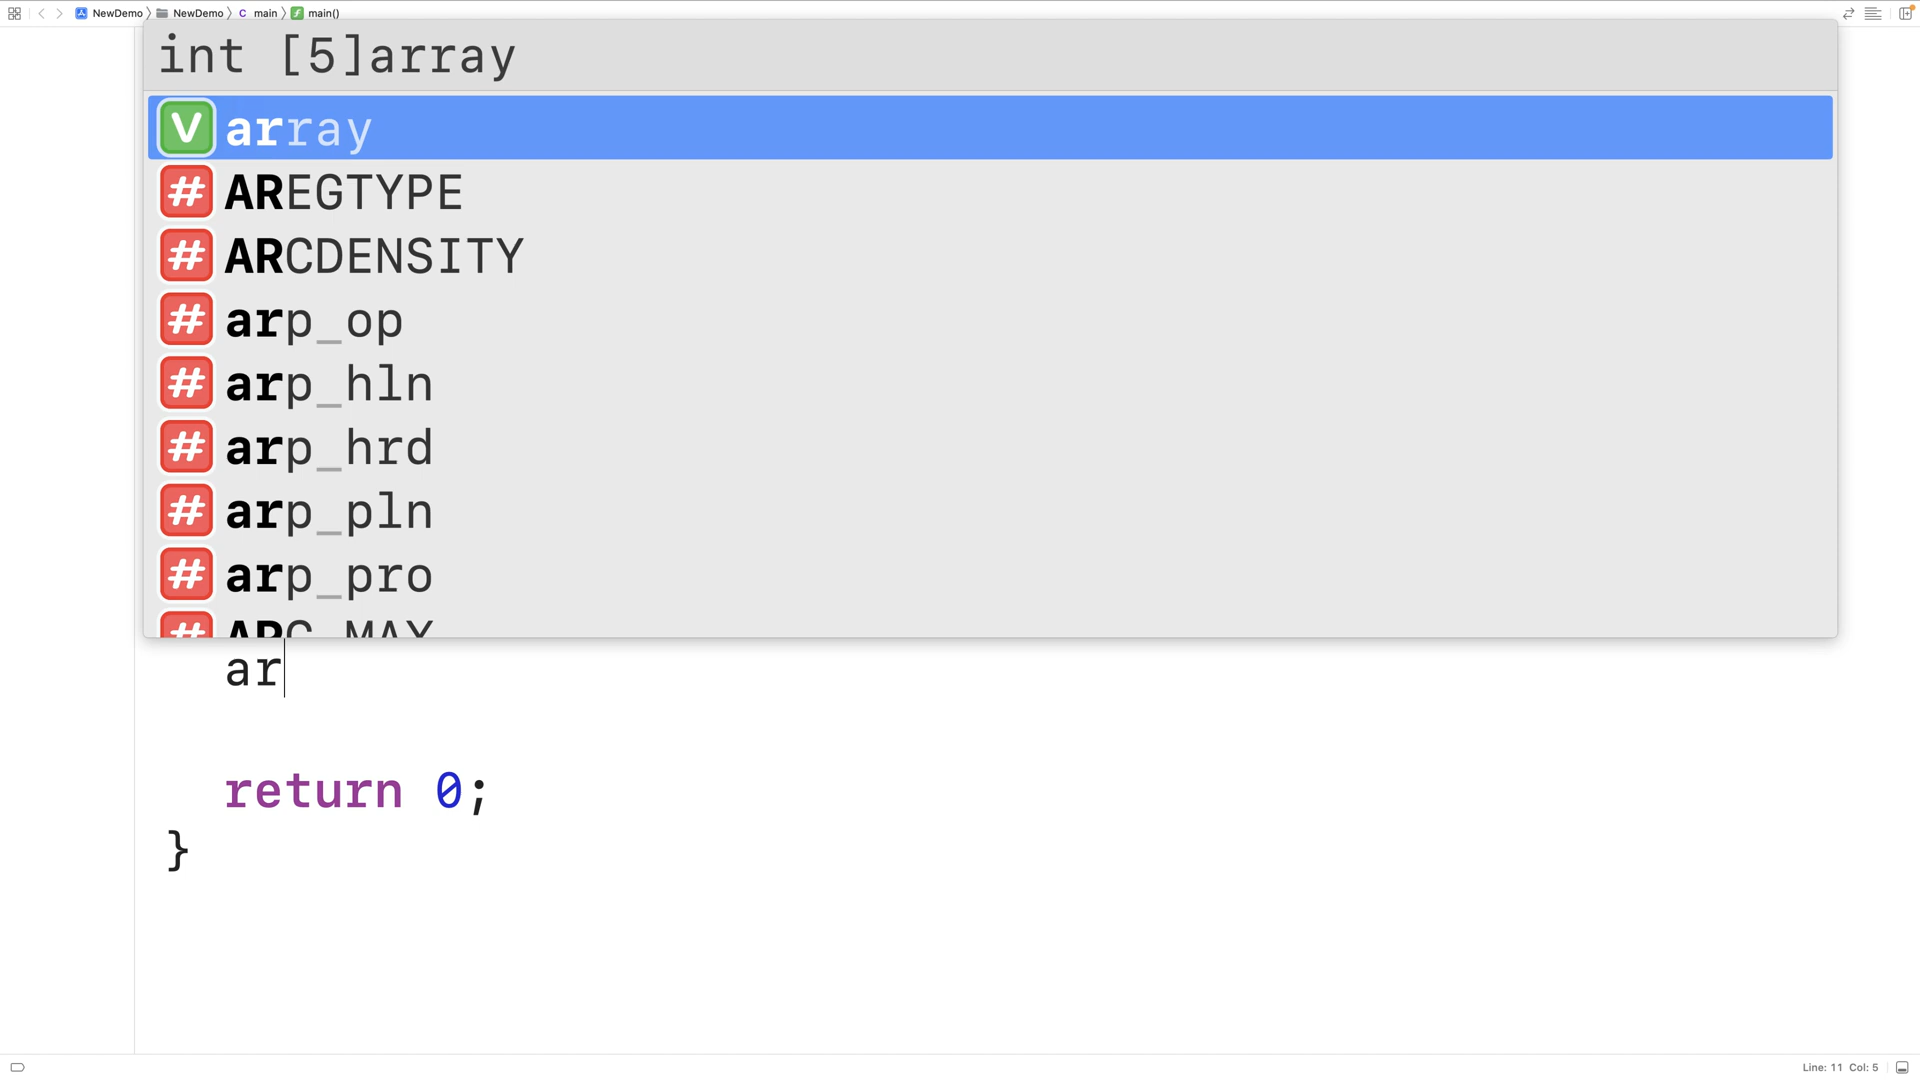 NewDemo NewDemo C main f main()
int [5]array
V array
# AREGTYPE
# ARCDENSITY
# arp_op
# arp_hln
# arp_hrd
# arp_pln
# arp_pro
# ARC_MAX
ar
return 0;
}
Line: 11 Col: 5